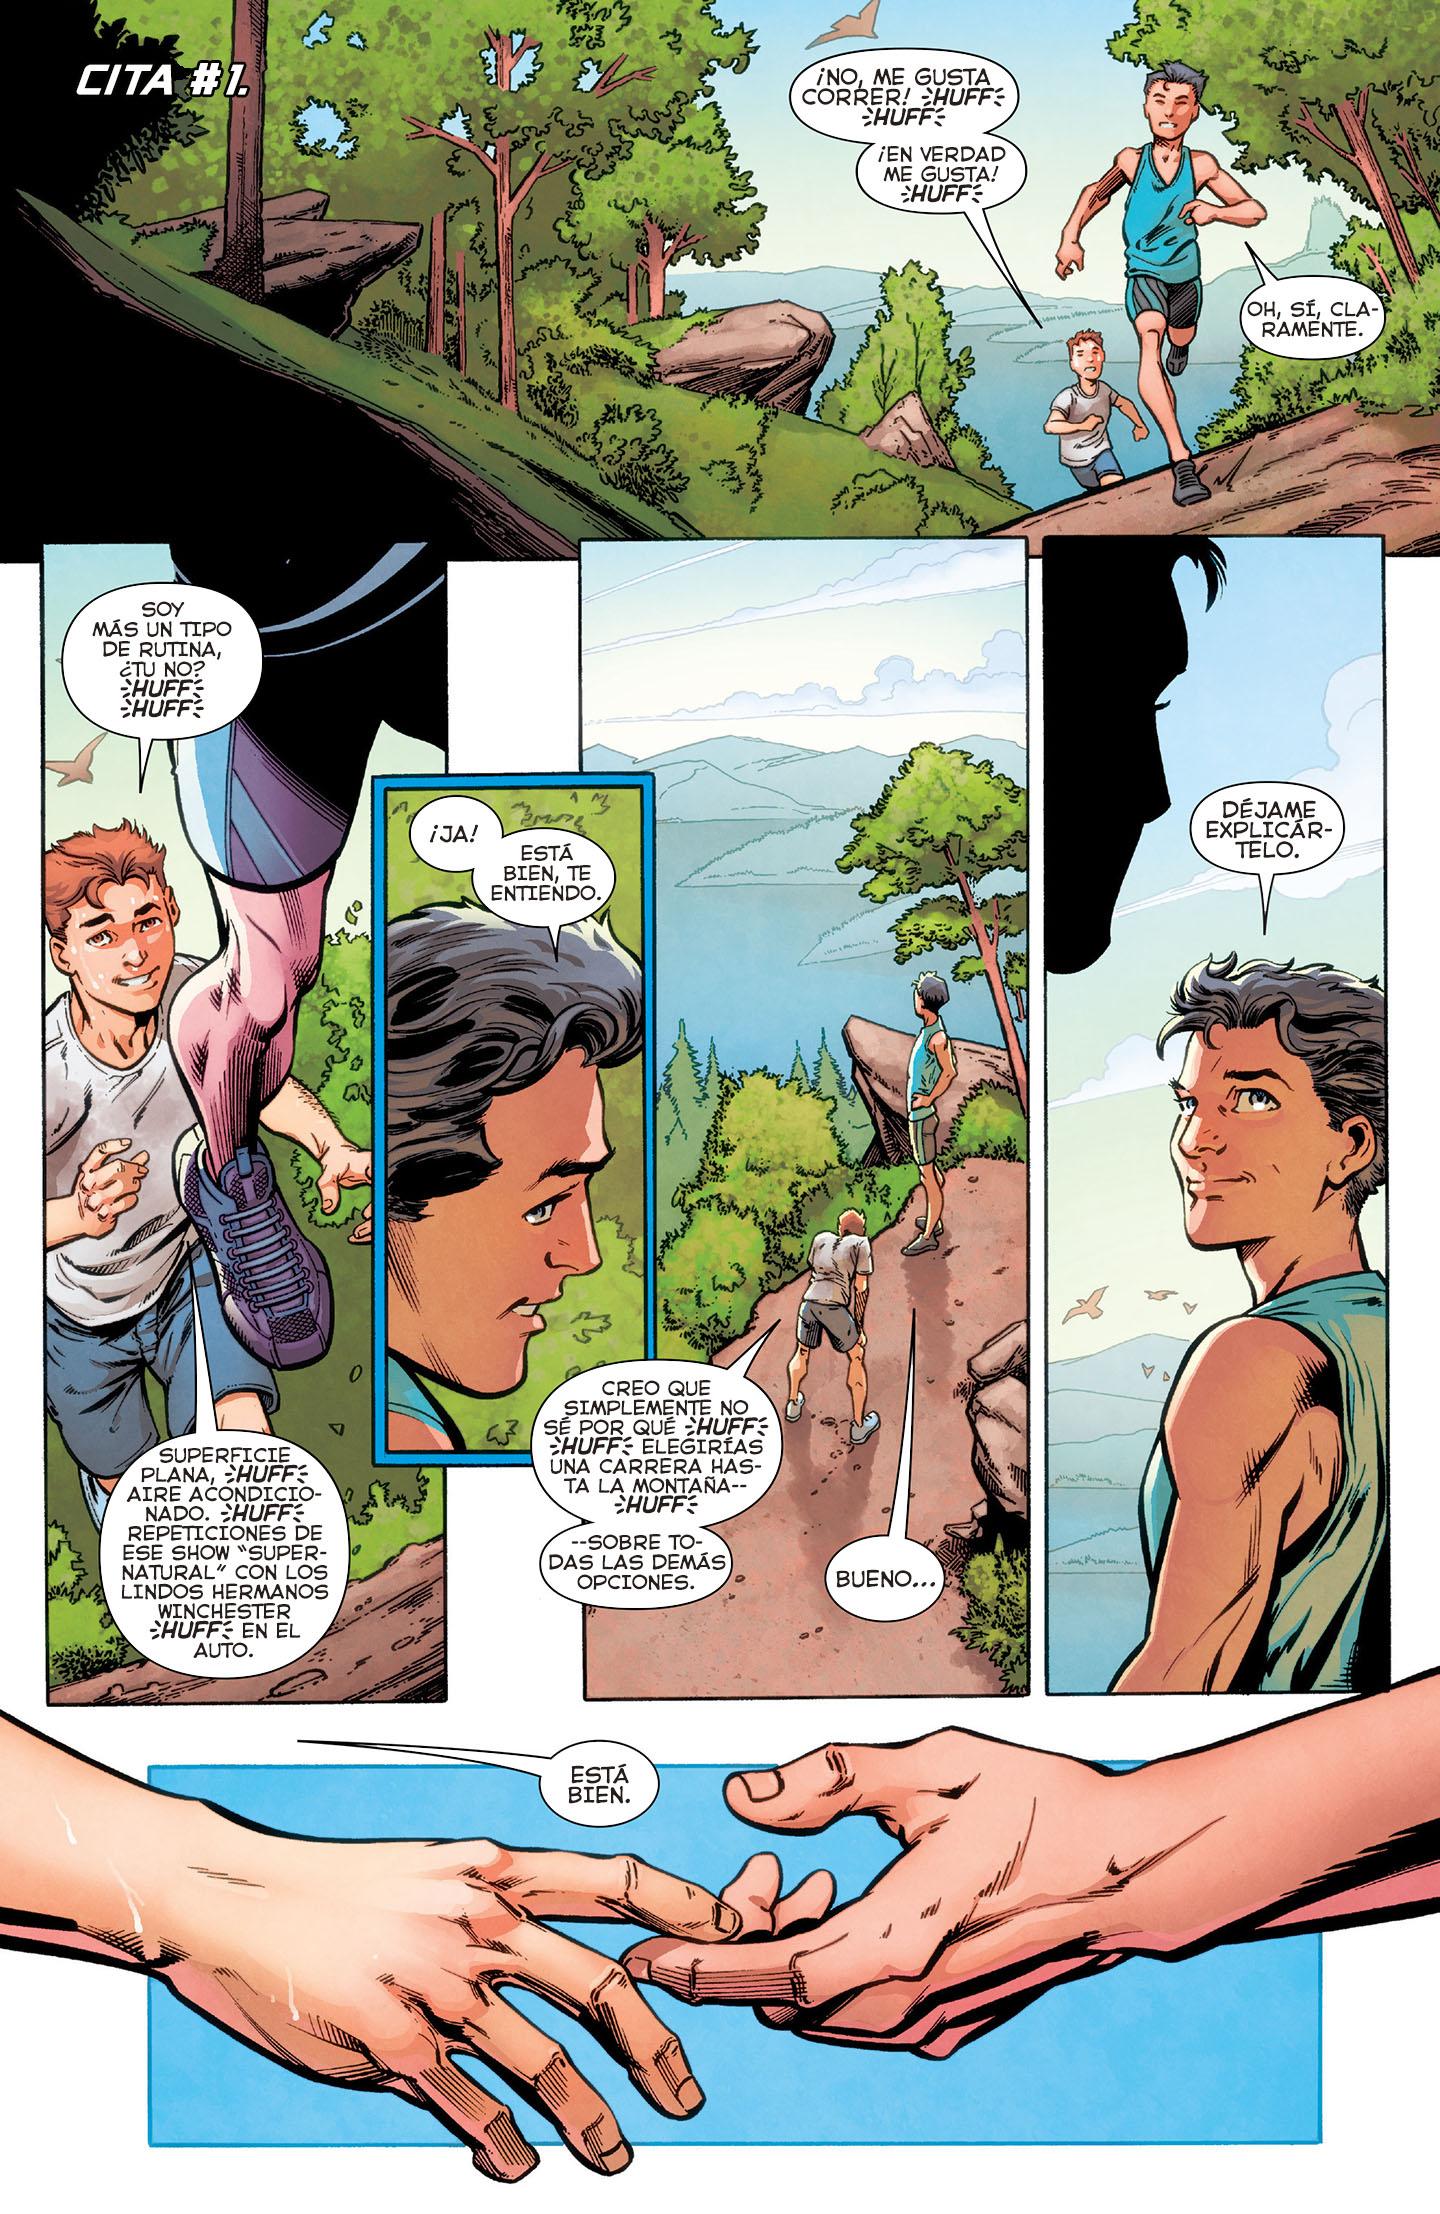 CITA #1.
¡NO, ME GUSTA
CORRER! HUFF
HUFF
¡EN VERDAD
ME GUSTA!
HUFF
OH, SÍ, CLA-
RAMENTE.
SOY
MÁS UN TIPO
DE RUTINA,
¿TU NO?
HUFF
HUFF
SUPERFICIE
PLANA, HUFF
AIRE ACONDICIO-
NADO. HUFF
REPETICIONES DE
ESE SHOW "SUPER-
NATURAL" CON LOS
LINDOS HERMANOS
WINCHESTER
HUFF EN EL
AUTO.
¡JA!
ESTÁ
BIEN, TE
ENTIENDO.
CREO QUE
SIMPLEMENTE NO
SÉ POR QUÉ HUFF
HUFF ELEGIRÍAS
UNA CARRERA HAS-
TA LA MONTAÑA--
HUFF
--SOBRE TO-
DAS LAS DEMÁS
OPCIONES.
BUENO...
DÉJAME
EXPLICÁR-
TELO.
ESTÁ
BIEN.